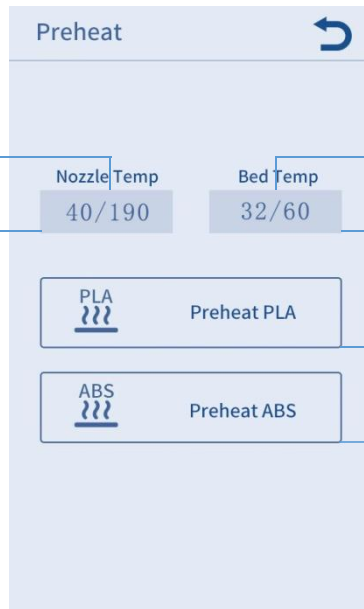 Preheat
Nozzle Temp Bed Temp
40/190 32/60
PLA
Preheat PLA
ABS
Preheat ABS